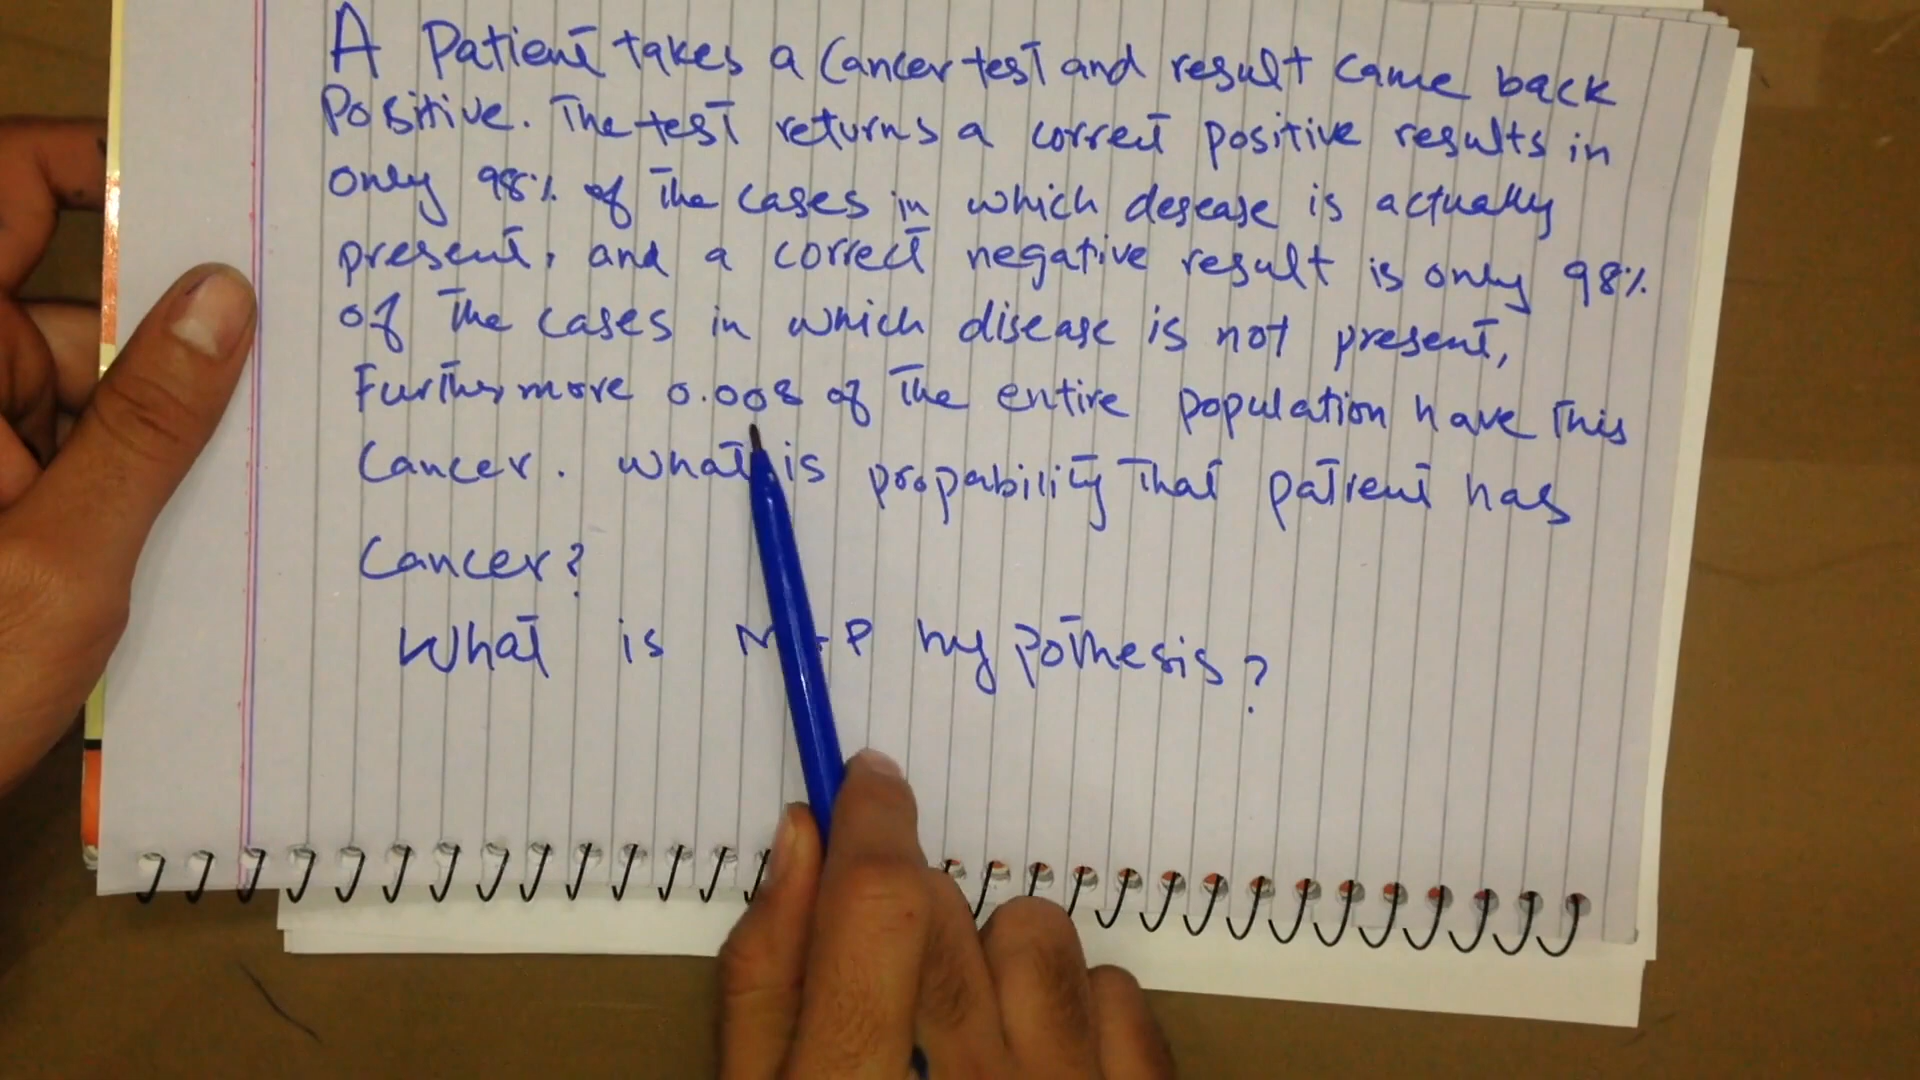 A Patient takes a Cancer test and result came back
Positive. The test returns a correct positive results in
only 98% of the cases in which desease is actually
present, and a correct negative result is only 98%
of the cases in which disease is not present,
Furthermore 0.008 of the entire population have this
Cancer. what is propability that patient has
Cancer?
What is hypothesis?